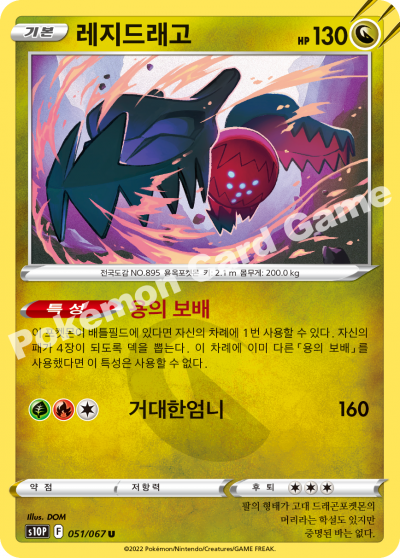 기본 레지드래고 HP 130
전국도감 NO.895 용옥포켓몬 키: 2.1m 몸무게: 200.0kg
특성 용의 보배
이 포켓몬이 배틀필드에 있다면 자신의 차례에 1번 사용할 수 있다. 자신의
패가 4장이 되도록 덱을 뽑는다. 이 차례에 이미 다른 「용의 보배」를
사용했다면 이 특성은 사용할 수 없다.
거대한엄니 160
약점 저항력 후퇴
Illus. DOM
s10P F 051/067 U
팔의 형태가 고대 드래곤포켓몬의
머리라는 학설도 있지만
증명된 바는 없다.
©2022 Pokémon/Nintendo/Creatures/GAME FREAK.
Pokémon Card Game